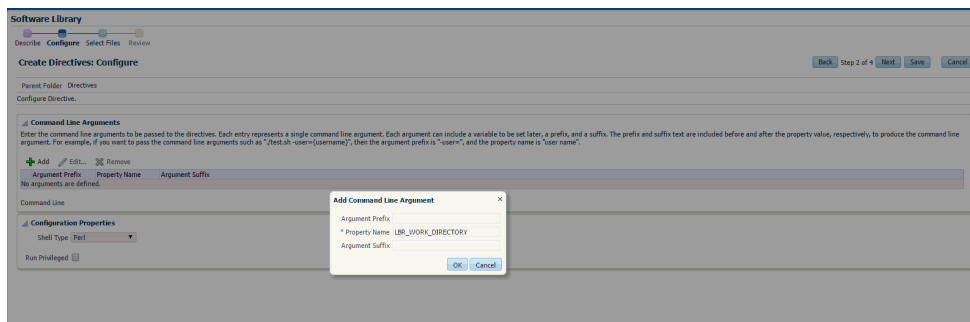 Software Library
Describe Configure Select Files Review
Create Directives: Configure
Back Step 2 of 4 Next Save Cancel
Parent Folder Directives
Configure Directive.
Command Line Arguments
Enter the command line arguments to be passed to the directives. Each entry represents a single command line argument. Each argument can include a variable to be set later, a prefix, and a suffix. The prefix and suffix text are included before and after the property value, respectively, to produce the command line
argument. For example, if you want to pass the command line arguments such as "./test.sh -user={username}", then the argument prefix is "-user=", and the property name is "user name".
Add Edit... Remove
Argument Prefix Property Name Argument Suffix
No arguments are defined.
Command Line
Configuration Properties
Shell Type Perl
Run Privileged
Add Command Line Argument
Argument Prefix
* Property Name LBR_WORK_DIRECTORY
Argument Suffix
OK Cancel